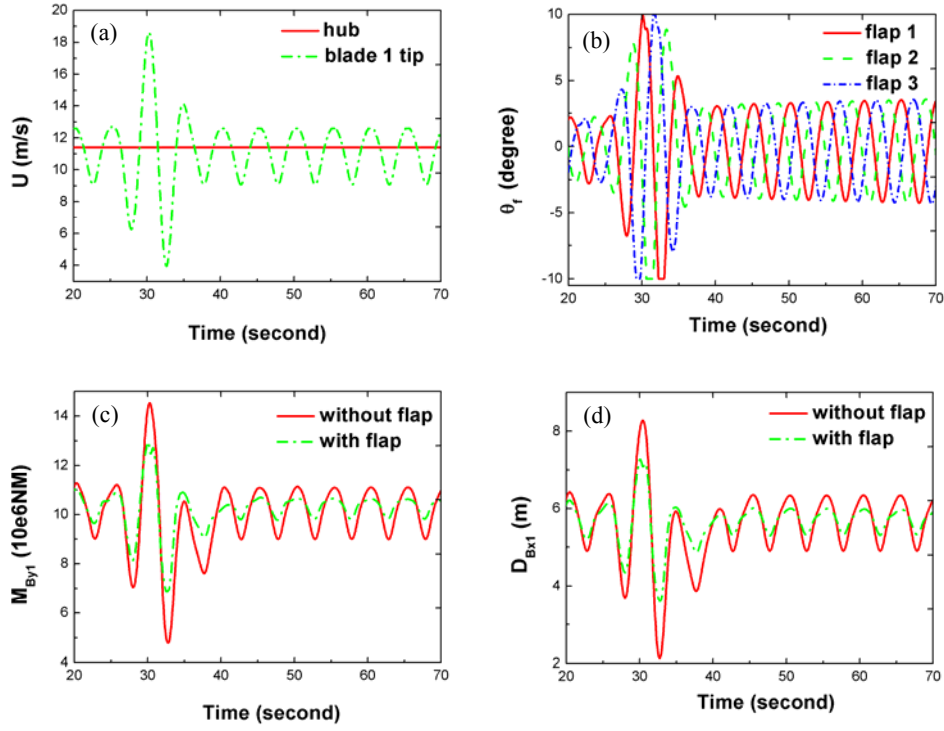 (a)
hub
blade 1 tip
U (m/s)
20
18
16
14
12
10
8
6
4
20 30 40 50 60 70
Time (second)
(b)
flap 1
flap 2
flap 3
θf (degree)
10
5
0
-5
-10
20 30 40 50 60 70
Time (second)
(c)
without flap
with flap
MBy1 (10e6NM)
14
12
10
8
6
4
20 30 40 50 60 70
Time (second)
(d)
without flap
with flap
DBx1 (m)
8
6
4
2
20 30 40 50 60 70
Time (second)